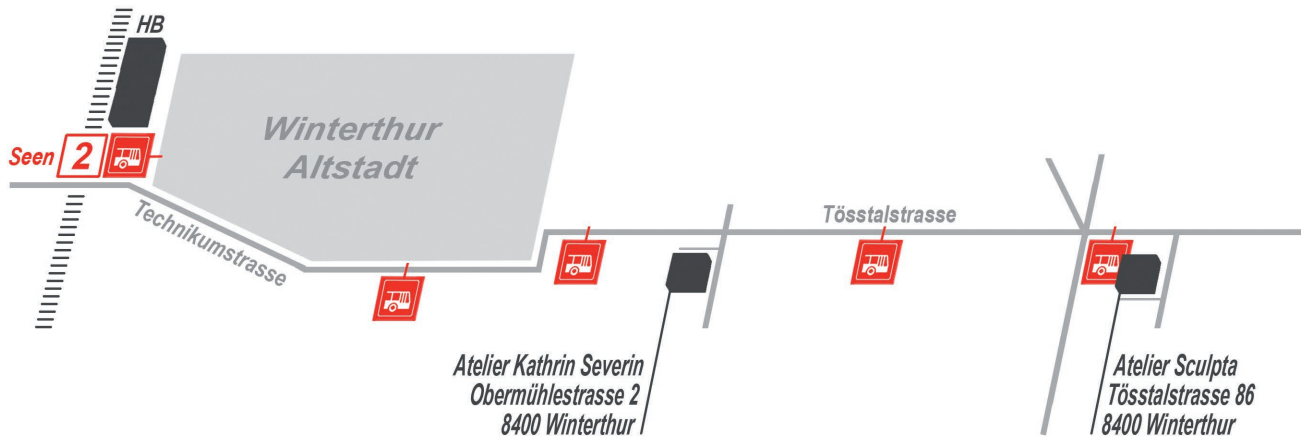 HB
Winterthur
Altstadt
Seen 2
Technikumstrasse
Tösstalstrasse
Atelier Kathrin Severin
Obermühlestrasse 2
8400 Winterthur
Atelier Sculpta
Tösstalstrasse 86
8400 Winterthur